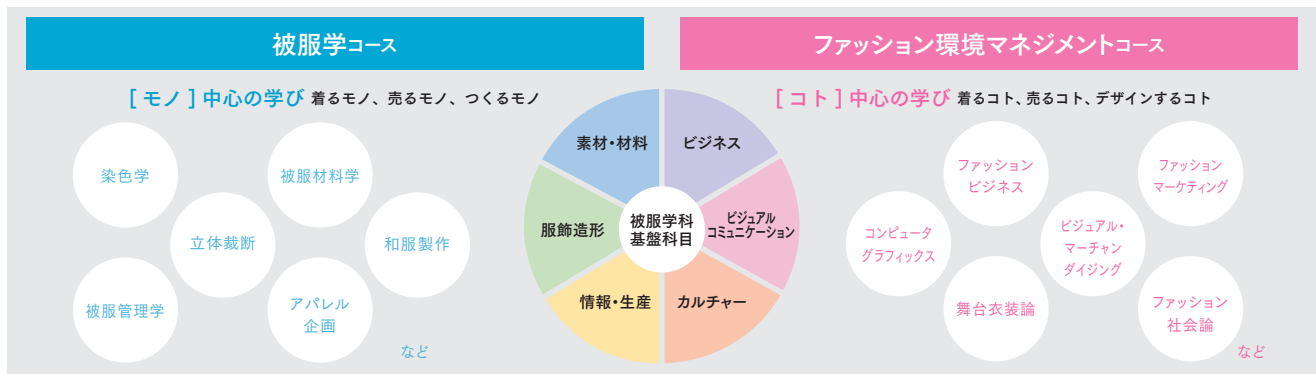 被服学コース
[ モノ ] 中心の学び 着るモノ、売るモノ、つくるモノ
染色学
被服材料学
立体裁断
和服製作
被服管理学
アパレル
企画
など
素材・材料
ビジネス
服飾造形
被服学科
基盤科目
ビジュアル
コミュニケーション
情報・生産
カルチャー
ファッション環境マネジメントコース
[ コト ] 中心の学び 着るコト、売るコト、デザインするコト
ファッション
ビジネス
ファッション
マーケティング
コンピュータ
グラフィックス
ビジュアル・
マーチャン
ダイジング
舞台衣装論
ファッション
社会論
など